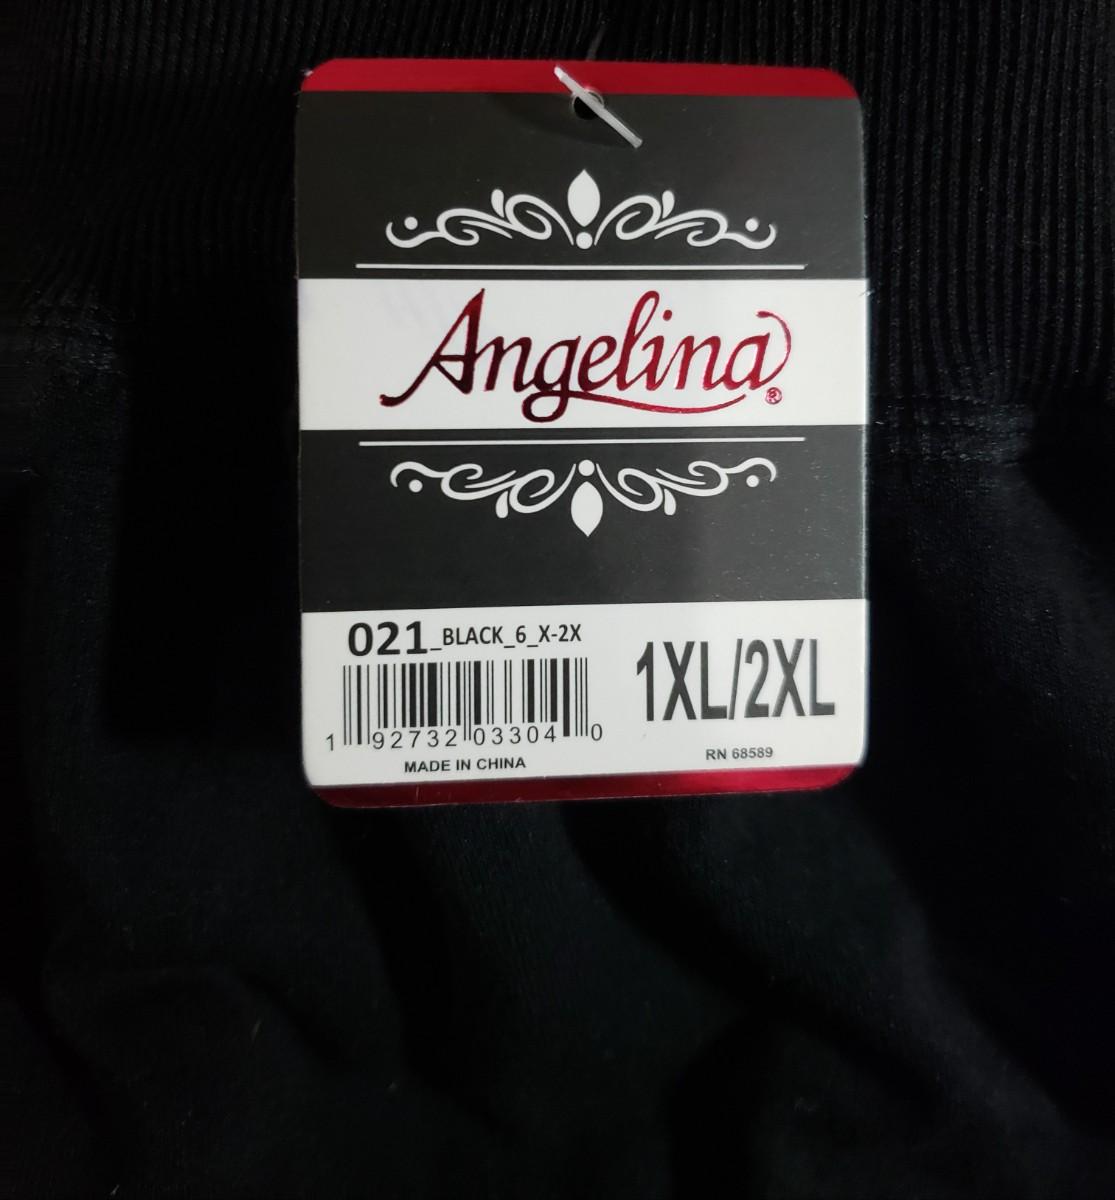 Angelina®
021_BLACK_6_X-2X
1XL/2XL
1 92732 03304 0
MADE IN CHINA
RN 68589